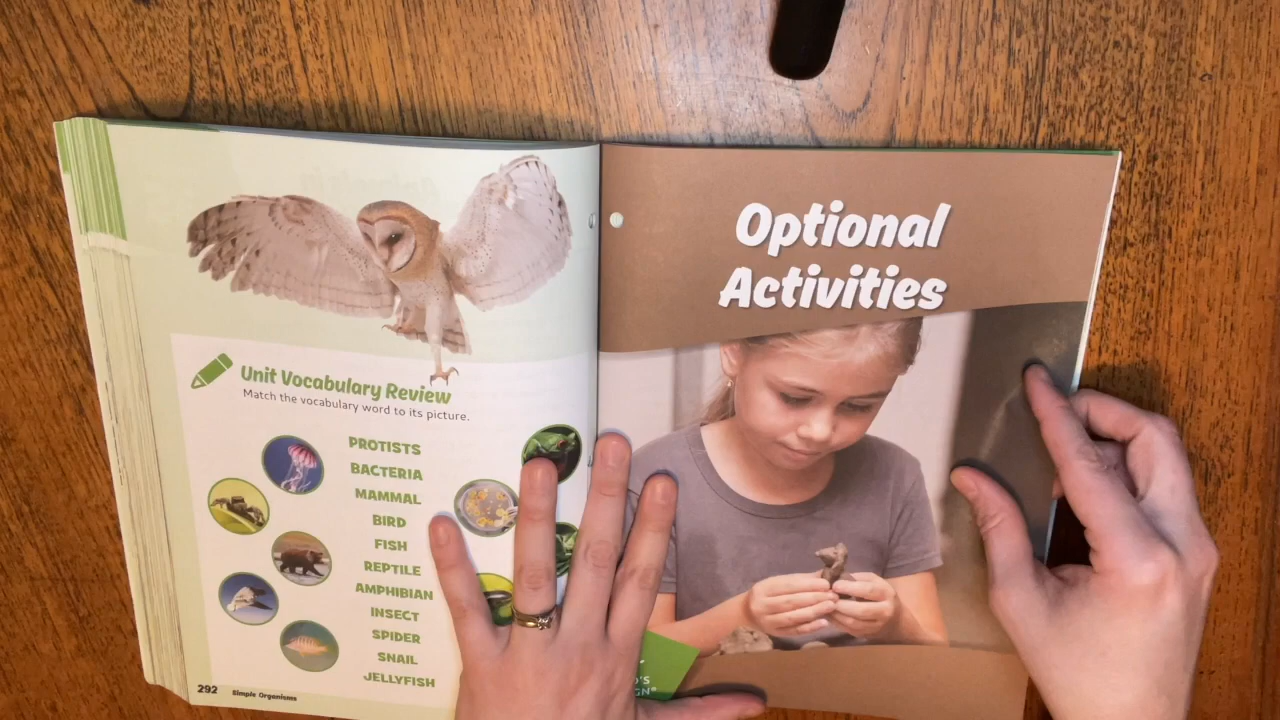 Unit Vocabulary Review
Match the vocabulary word to its picture.
PROTISTS
BACTERIA
MAMMAL
BIRD
FISH
REPTILE
AMPHIBIAN
INSECT
SPIDER
SNAIL
JELLYFISH
292 Simple Organisms
Optional
Activities